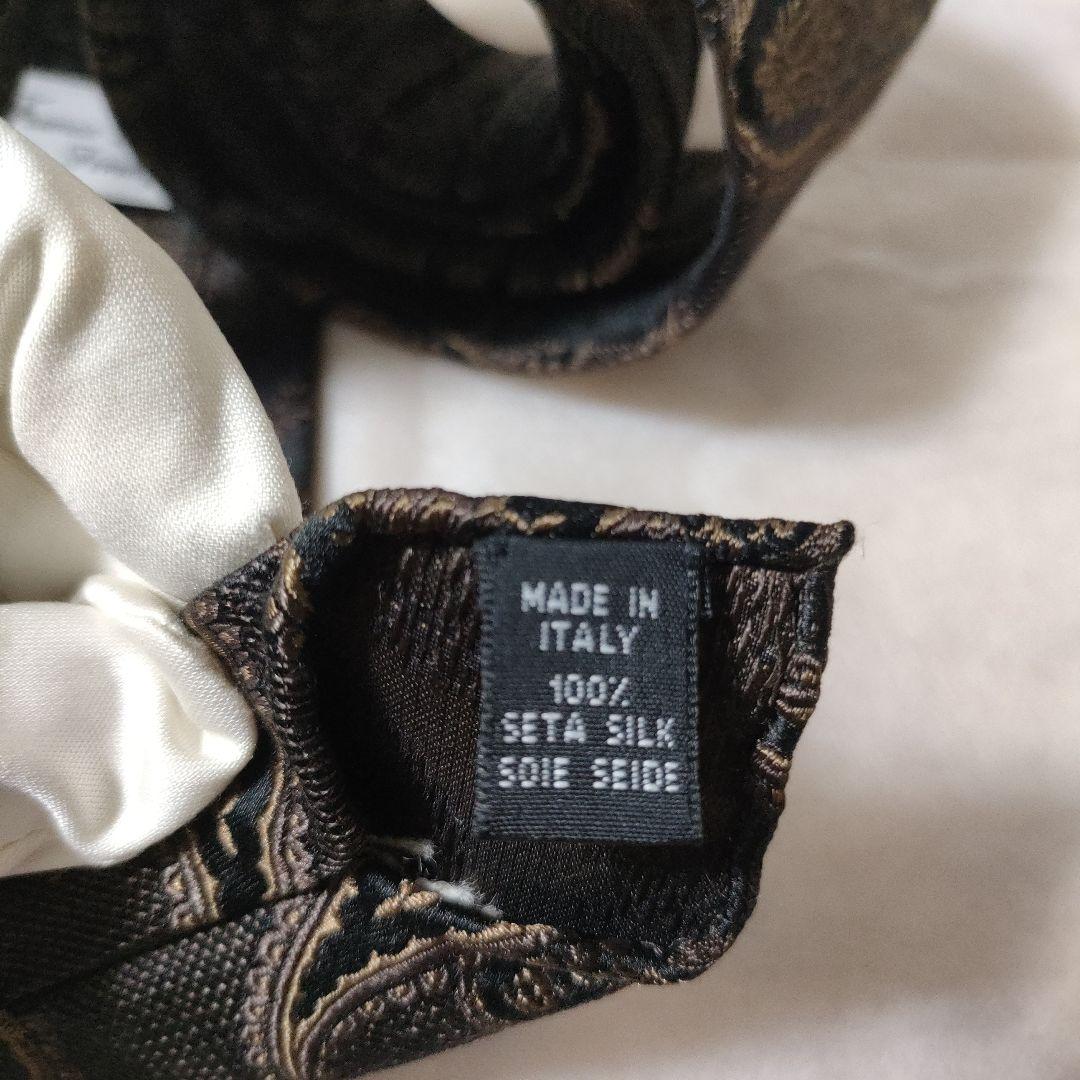 MADE IN
ITALY
100%
SETA SILK
SOIE SEIDE